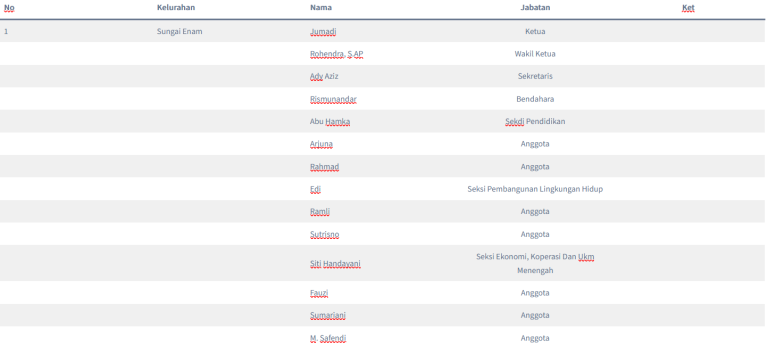 No Kelurahan Nama Jabatan Ket
1 Sungai Enam Jumadi Ketua
Rohendra, S.AP Wakil Ketua
Ady Aziz Sekretaris
Rismunandar Bendahara
Abu Hamka Sekdi Pendidikan
Arjuna Anggota
Rahmad Anggota
Edi Seksi Pembangunan Lingkungan Hidup
Ramli Anggota
Sutrisno Anggota
Siti Handayani Seksi Ekonomi, Koperasi Dan Ukm
Menengah
Fauzi Anggota
Sumariani Anggota
M. Safendi Anggota